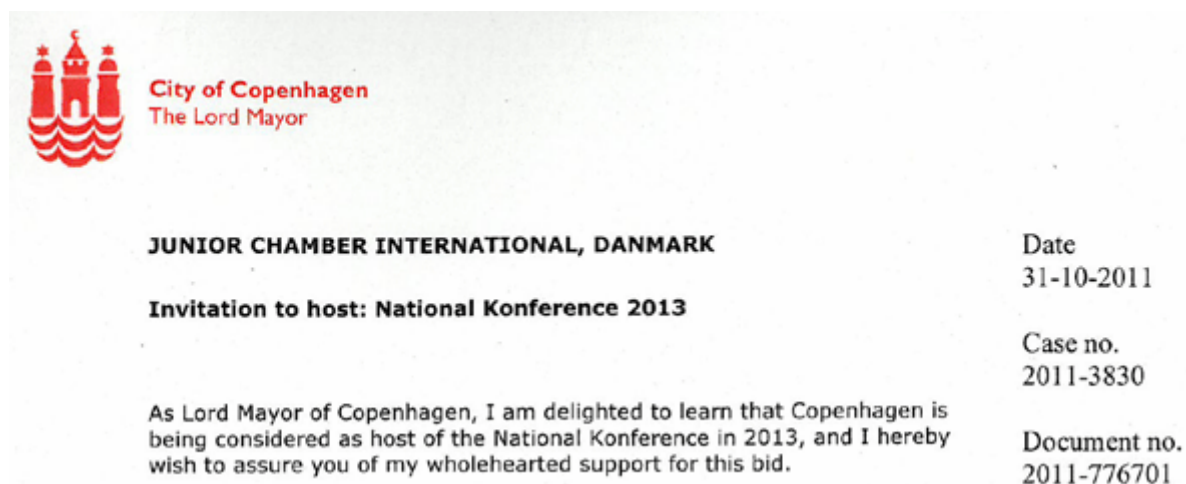 City of Copenhagen
The Lord Mayor
JUNIOR CHAMBER INTERNATIONAL, DANMARK
Invitation to host: National Konference 2013
As Lord Mayor of Copenhagen, I am delighted to learn that Copenhagen is
being considered as host of the National Konference in 2013, and I hereby
wish to assure you of my wholehearted support for this bid.
Date
31-10-2011
Case no.
2011-3830
Document no.
2011-776701